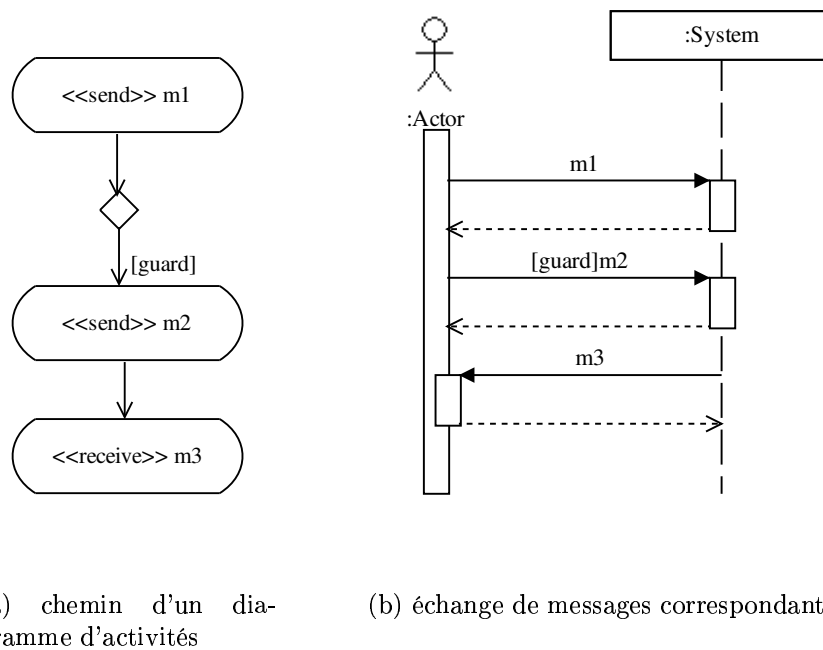 <<send>> m1
[guard]
<<send>> m2
<<receive>> m3
:System
:Actor
m1
[guard]m2
m3
) chemin d'un dia-
ramme d'activités
(b) échange de messages correspondant